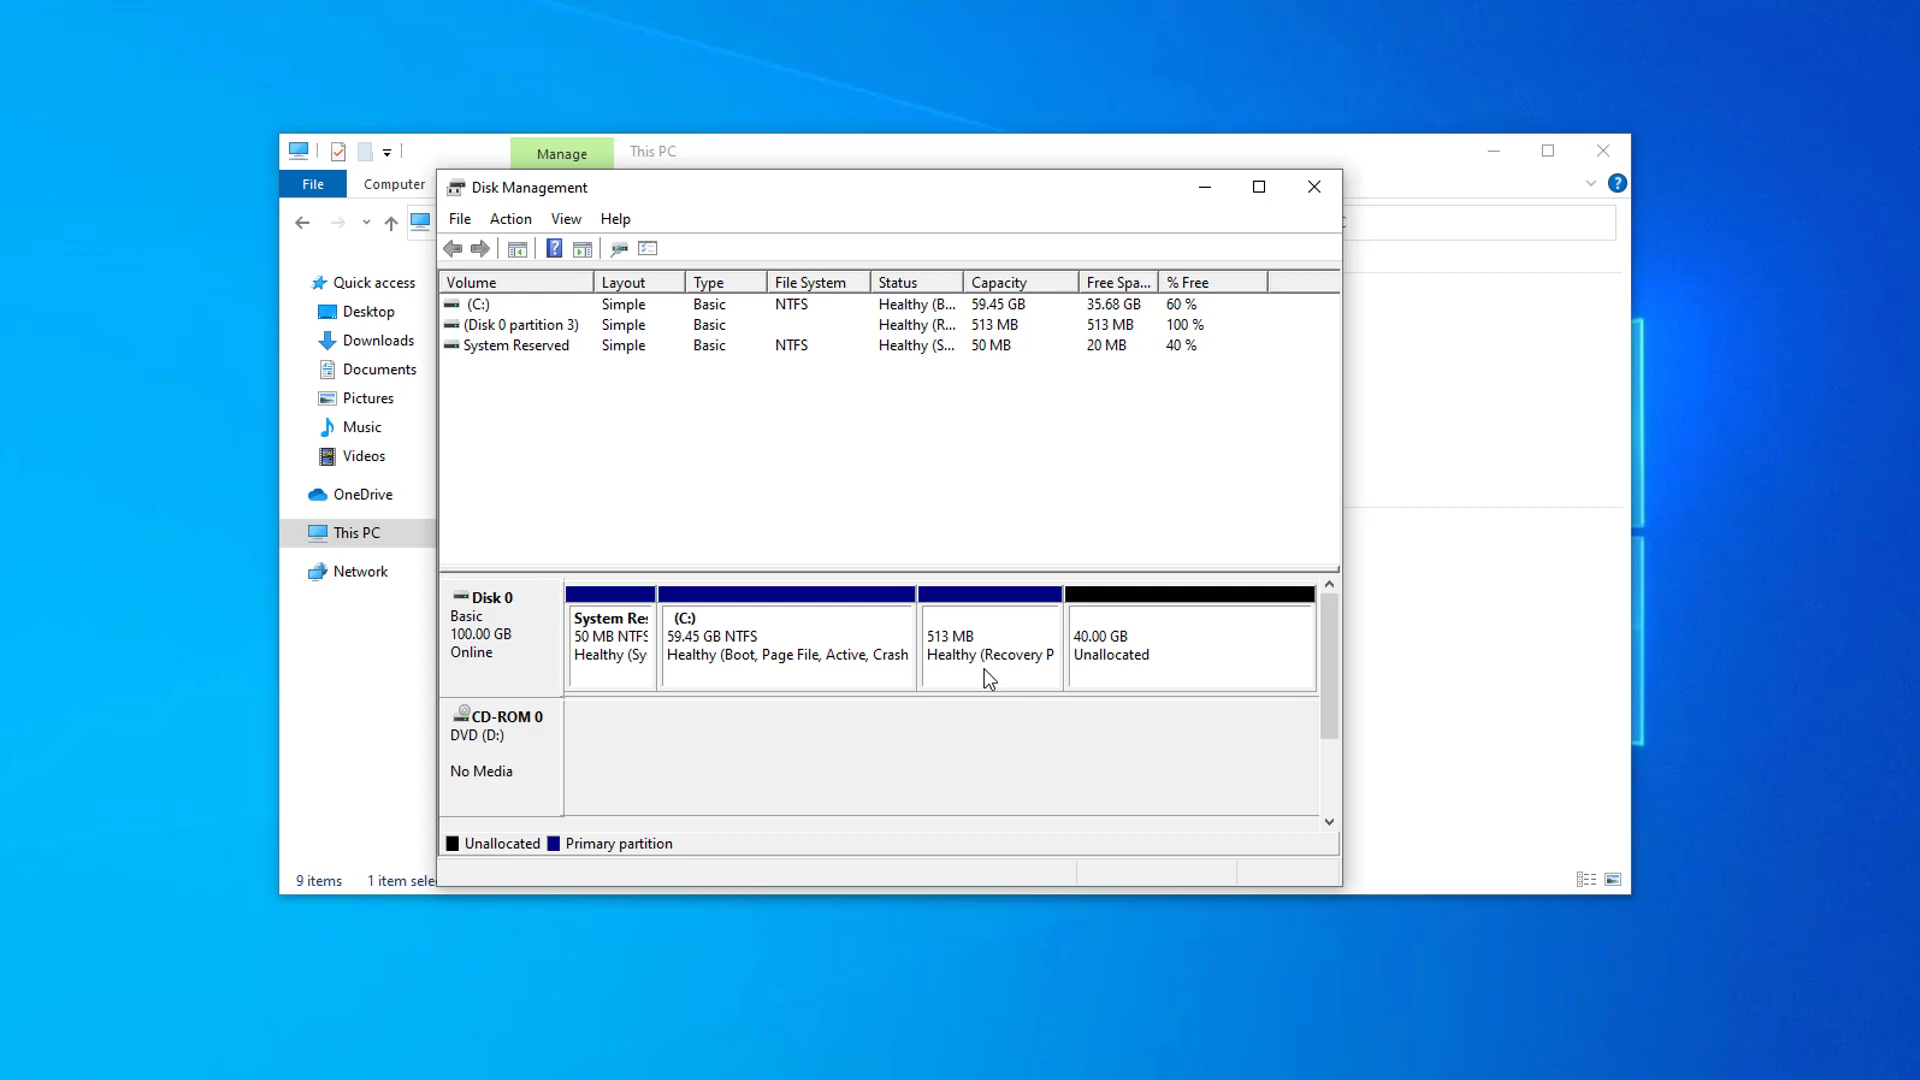 Manage
This PC
File
Computer
Disk Management
File Action View Help
Volume Layout Type File System Status Capacity Free Spa... % Free
(C:) Simple Basic NTFS Healthy (B... 59.45 GB 35.68 GB 60 %
(Disk 0 partition 3) Simple Basic Healthy (R... 513 MB 513 MB 100 %
System Reserved Simple Basic NTFS Healthy (S... 50 MB 20 MB 40 %
Quick access
Desktop
Downloads
Documents
Pictures
Music
Videos
OneDrive
This PC
Network
Disk 0
Basic
100.00 GB
Online
System Res
50 MB NTFS
Healthy (Sy
(C:)
59.45 GB NTFS
Healthy (Boot, Page File, Active, Crash
513 MB
Healthy (Recovery P
40.00 GB
Unallocated
CD-ROM 0
DVD (D:)
No Media
Unallocated Primary partition
9 items 1 item sele